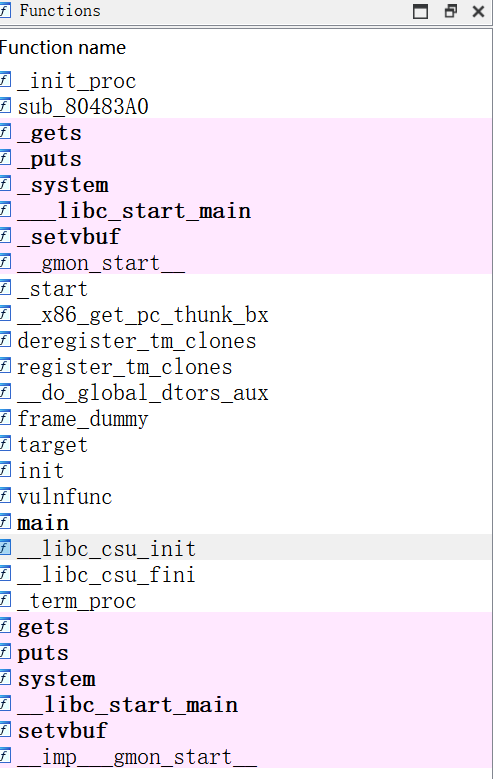 Functions
Function name
_init_proc
sub_80483A0
_gets
_puts
_system
___libc_start_main
_setvbuf
__gmon_start__
_start
__x86_get_pc_thunk_bx
deregister_tm_clones
register_tm_clones
__do_global_dtors_aux
frame_dummy
target
init
vulnfunc
main
__libc_csu_init
__libc_csu_fini
_term_proc
gets
puts
system
__libc_start_main
setvbuf
__imp___gmon_start__